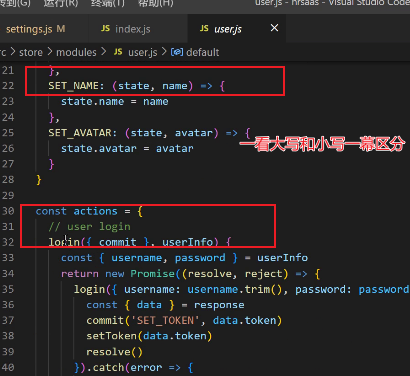 转到(G) 运行(R) 终端(T) 帮助(H) user.js - hrsaas - Visual Studio Code
settings.js M index.js user.js
src > store > modules > user.js > default
21 },
22 SET_NAME: (state, name) => {
23 state.name = name
24 },
25 SET_AVATAR: (state, avatar) => {
26 state.avatar = avatar
27 }
28 }
一看大写和小写一幕区分
30 const actions = {
31 // user login
32 login({ commit }, userInfo) {
33 const { username, password } = userInfo
34 return new Promise((resolve, reject) => {
35 login({ username: username.trim(), password: password
36 const { data } = response
37 commit('SET_TOKEN', data.token)
38 setToken(data.token)
39 resolve()
40 }).catch(error => {